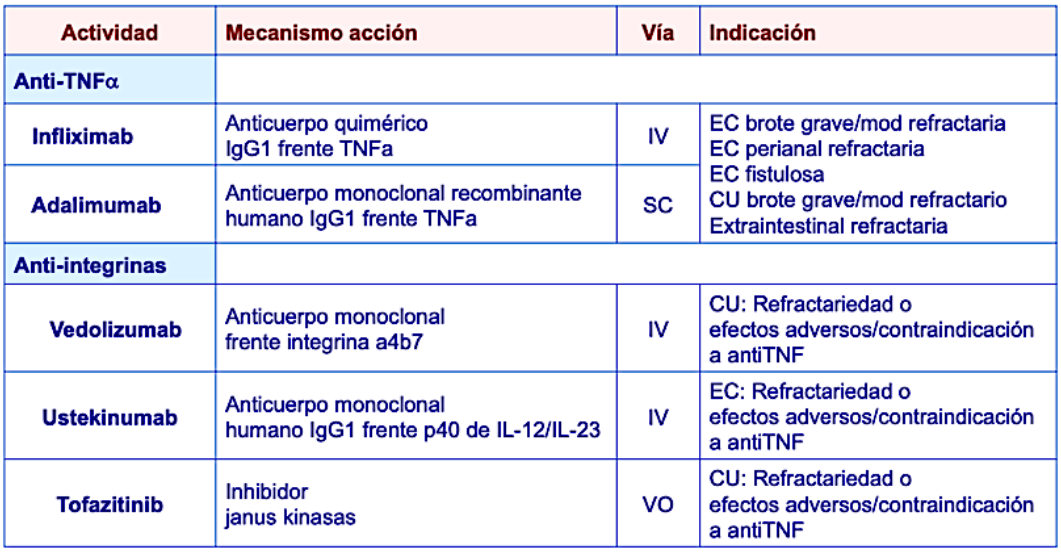 Actividad Mecanismo acción Vía Indicación
Anti-TNFα
Infliximab
Anticuerpo quimérico
IgG1 frente TNFa
IV
EC brote grave/mod refractaria
EC perianal refractaria
EC fistulosa
CU brote grave/mod refractario
Extraintestinal refractaria
Adalimumab
Anticuerpo monoclonal recombinante
humano IgG1 frente TNFa
SC
Anti-integrinas
Vedolizumab
Anticuerpo monoclonal
frente integrina a4b7
IV
CU: Refractariedad o
efectos adversos/contraindicación
a antiTNF
Ustekinumab
Anticuerpo monoclonal
humano IgG1 frente p40 de IL-12/IL-23
IV
EC: Refractariedad o
efectos adversos/contraindicación
a antiTNF
Tofazitinib
Inhibidor
janus kinasas
VO
CU: Refractariedad o
efectos adversos/contraindicación
a antiTNF